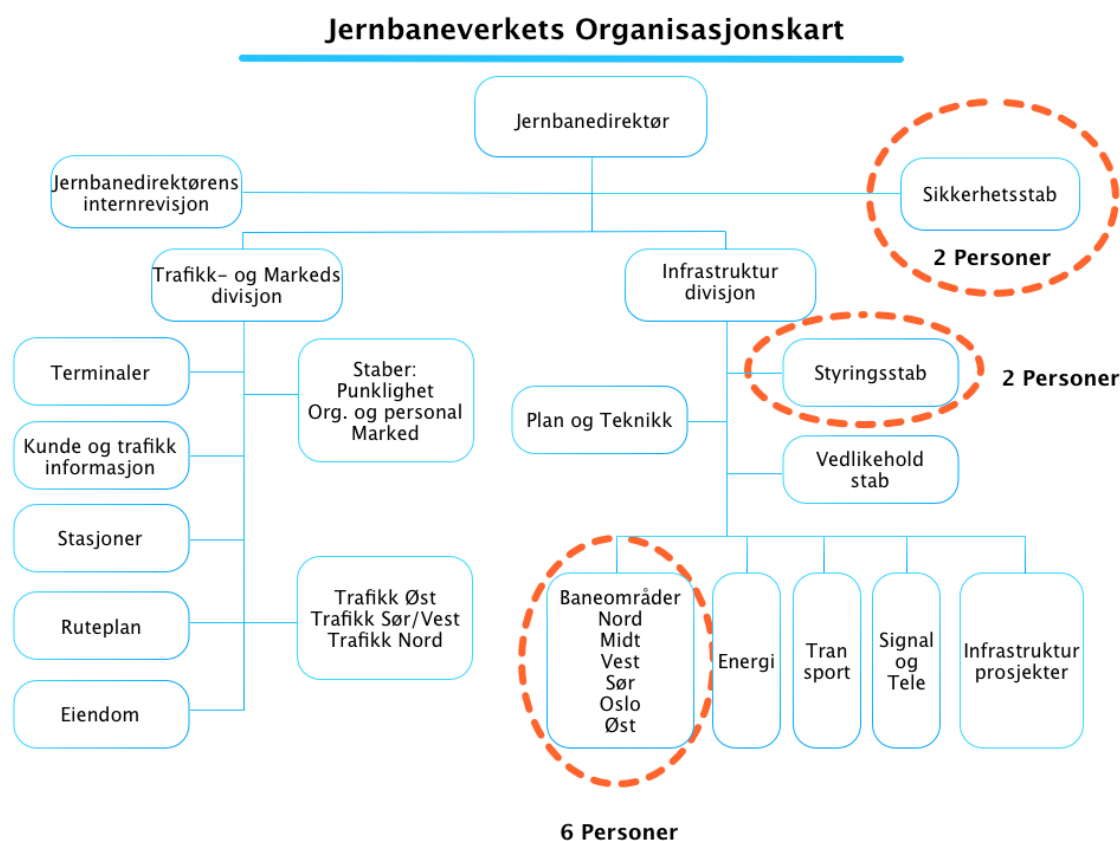 Jernbaneverkets Organisasjonskart
Jernbanedirektør
Jernbanedirektørens
internrevisjon
Sikkerhetsstab
2 Personer
Trafikk- og Markeds
divisjon
Infrastruktur
divisjon
Terminaler
Staber:
Punklighet
Org. og personal
Marked
Styringsstab
2 Personer
Plan og Teknikk
Kunde og trafikk
informasjon
Vedlikehold
stab
Stasjoner
Ruteplan
Trafikk Øst
Trafikk Sør/Vest
Trafikk Nord
Eiendom
Baneområder
Nord
Midt
Vest
Sør
Oslo
Øst
Energi
Tran
sport
Signal
og
Tele
Infrastruktur
prosjekter
6 Personer